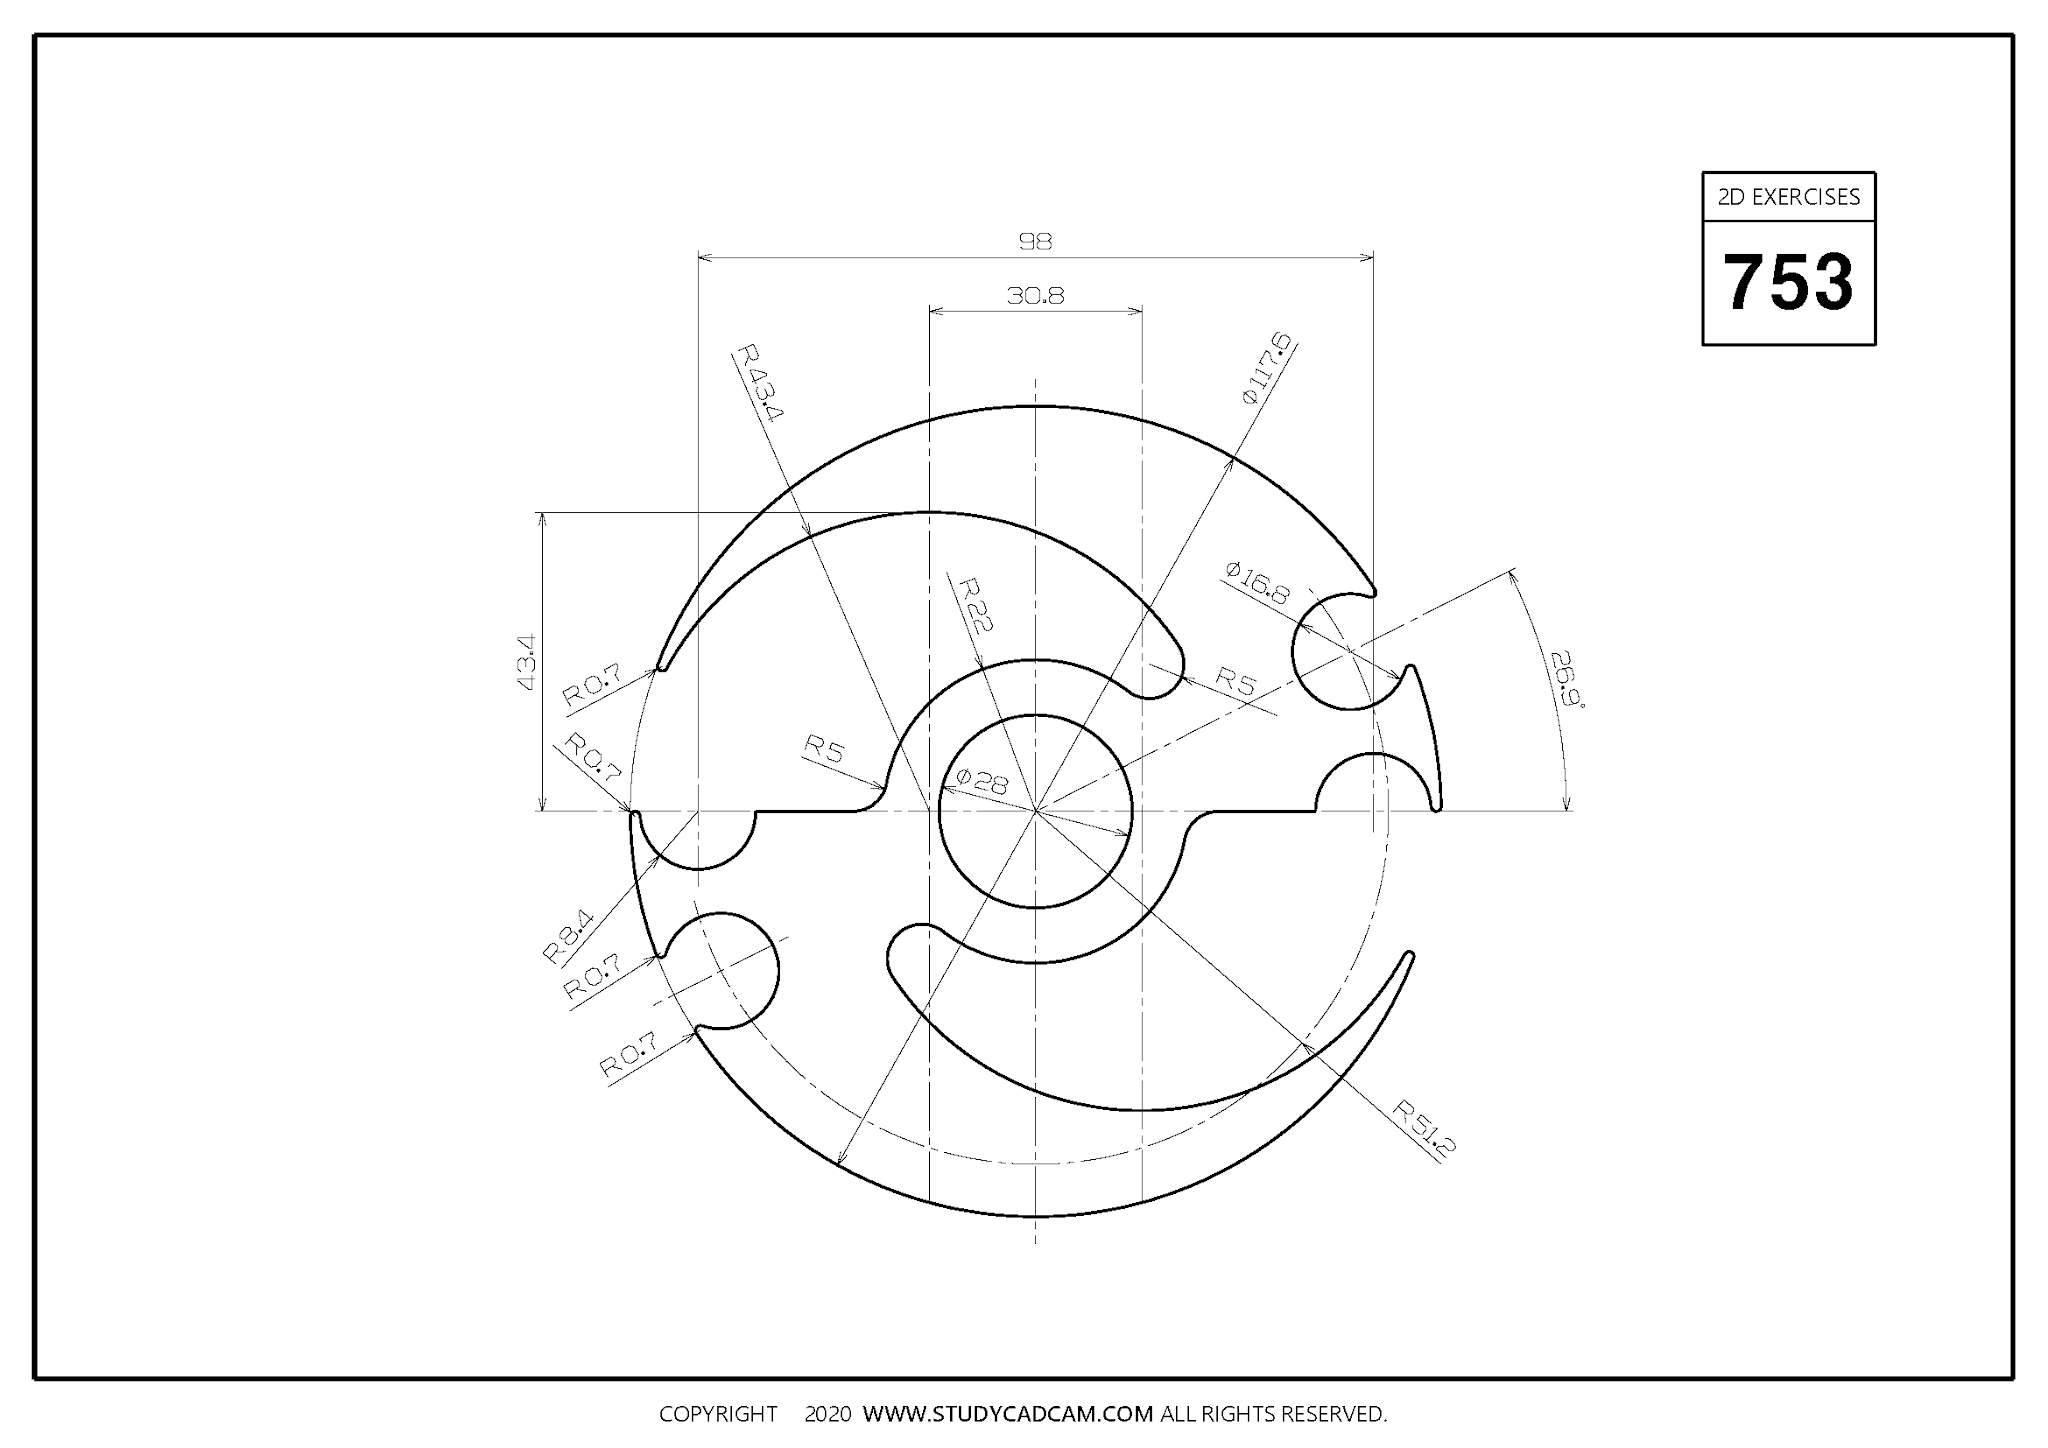 2D EXERCISES
753
98
30.8
R43.4
ø117.6
ø16.8
R22
43.4
R0.7
R5
26.9°
R0.7
R5
ø28
R8.4
R0.7
R0.7
R51.2
COPYRIGHT 2020 WWW.STUDYCADCAM.COM ALL RIGHTS RESERVED.